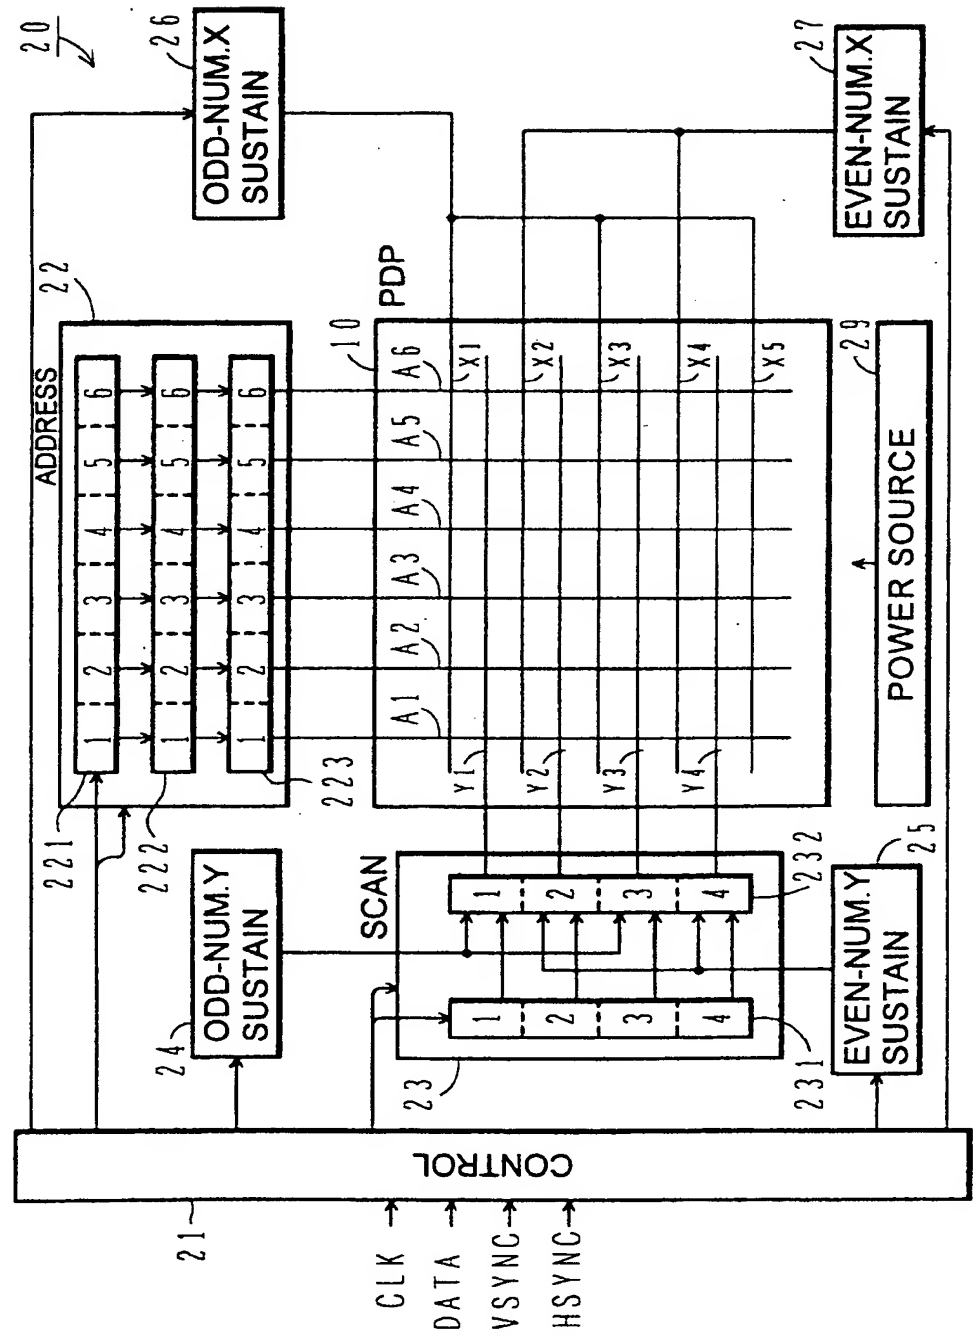 20
ODD-NUM.X
SUSTAIN
26
EVEN-NUM.X
SUSTAIN
27
ADDRESS
22
1 2 3 4 5 6
1 2 3 4 5 6
1 2 3 4 5 6
221
222
223
PDP
10
A1 A2 A3 A4 A5 A6
X1
X2
X3
X4
X5
Y1
Y2
Y3
Y4
POWER SOURCE
29
ODD-NUM.Y
SUSTAIN
24
SCAN
23
1 2 3 4
231
1 2 3 4
232
EVEN-NUM.Y
SUSTAIN
25
CONTROL
21
CLK
DATA
VSYNC
HSYNC